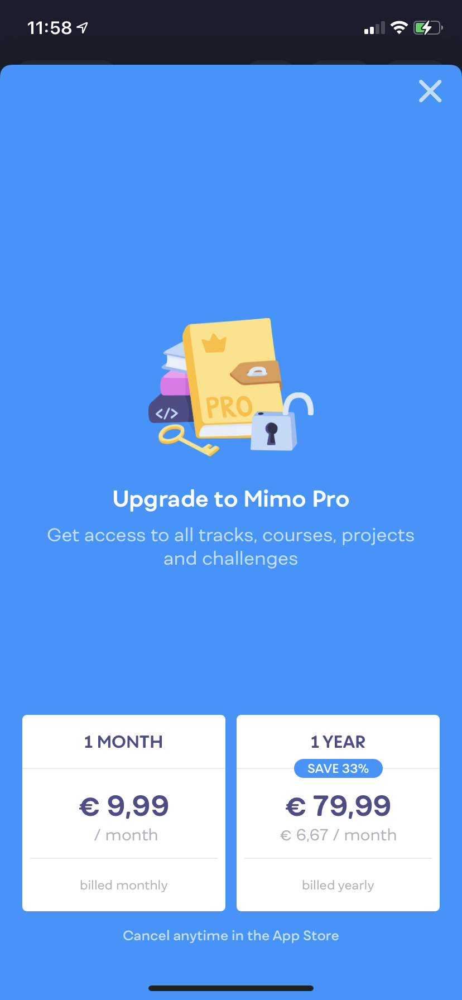 11:58
Upgrade to Mimo Pro
Get access to all tracks, courses, projects
and challenges
PRO
</>
1 MONTH
€ 9,99
/ month
billed monthly
1 YEAR
SAVE 33%
€ 79,99
€ 6,67 / month
billed yearly
Cancel anytime in the App Store